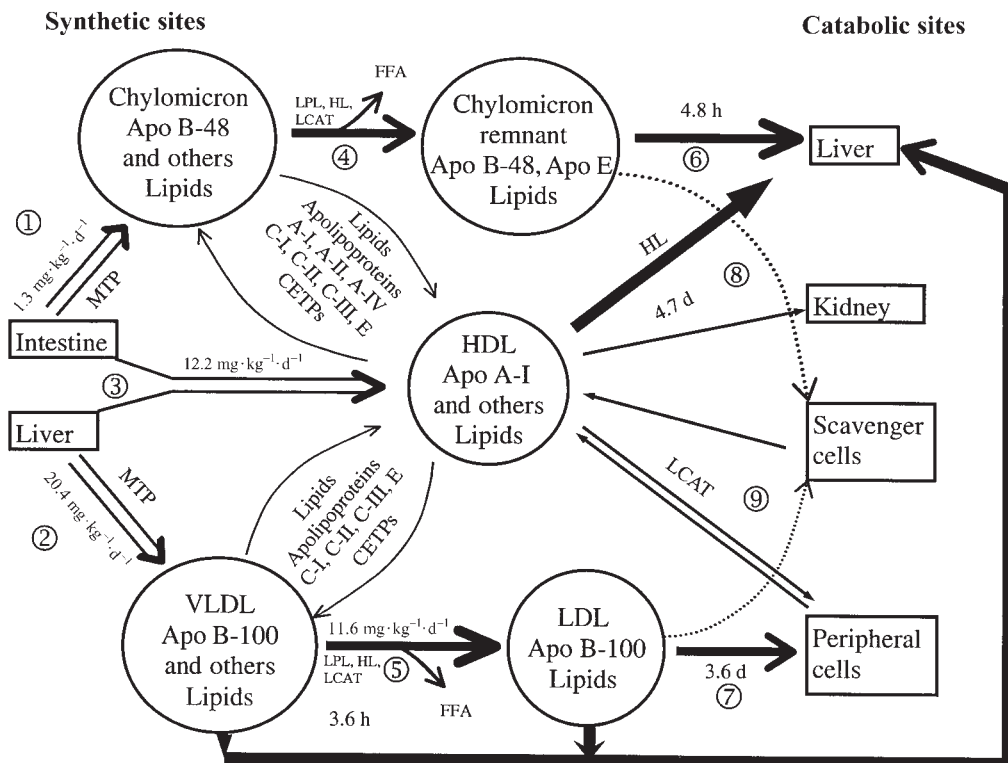 Synthetic sites
Catabolic sites
Chylomicron
Apo B-48
and others
Lipids
LPL, HL,
LCAT
FFA
④
Chylomicron
remnant
Apo B-48, Apo E
Lipids
4.8 h
⑥
Liver
①
1.3 mg·kg⁻¹·d⁻¹
MTP
Lipids
Apolipoproteins
A-I, A-II, A-IV
C-I, C-II, C-III, E
CETPs
HL
⑧
4.7 d
Kidney
Intestine
12.2 mg·kg⁻¹·d⁻¹
③
HDL
Apo A-I
and others
Lipids
Liver
Scavenger
cells
MTP
20.4 mg·kg⁻¹·d⁻¹
②
Lipids
Apolipoproteins
C-I, C-II, C-III, E
CETPs
LCAT
⑨
VLDL
Apo B-100
and others
Lipids
11.6 mg·kg⁻¹·d⁻¹
LPL, HL,
LCAT
⑤
FFA
3.6 h
LDL
Apo B-100
Lipids
3.6 d
⑦
Peripheral
cells